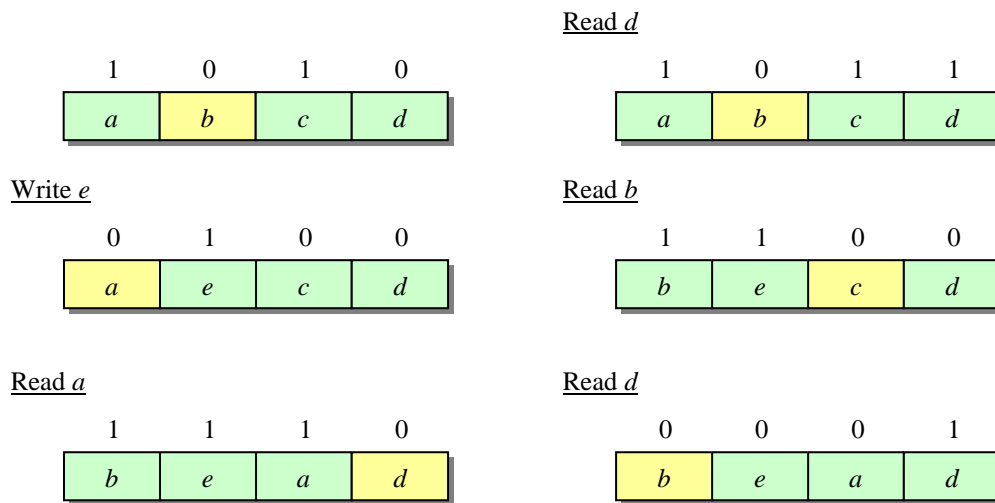 Read d
1 0 1 0
a b c d
1 0 1 1
a b c d
Write e
0 1 0 0
a e c d
Read b
1 1 0 0
b e c d
Read a
1 1 1 0
b e a d
Read d
0 0 0 1
b e a d